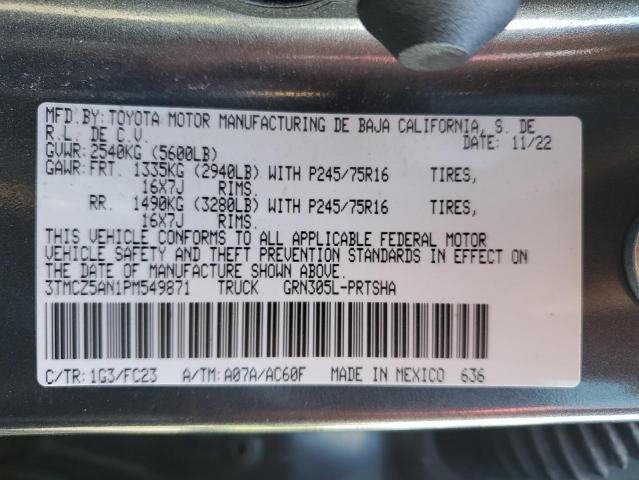 MFD.BY: TOYOTA MOTOR MANUFACTURING DE BAJA CALIFORNIA, S. DE
R.L. DE C.V. DATE: 11/22
GVWR: 2540KG (5600LB)
GAWR: FRT. 1335KG (2940LB) WITH P245/75R16 TIRES,
16X7J RIMS.
RR. 1490KG (3280LB) WITH P245/75R16 TIRES,
16X7J RIMS.
THIS VEHICLE CONFORMS TO ALL APPLICABLE FEDERAL MOTOR
VEHICLE SAFETY AND THEFT PREVENTION STANDARDS IN EFFECT ON
THE DATE OF MANUFACTURE SHOWN ABOVE.
3TMCZ5AN1PM549871 TRUCK GRN305L-PRTSHA
C/TR: 1G3/FC23 A/TM: A07A/AC60F MADE IN MEXICO 636